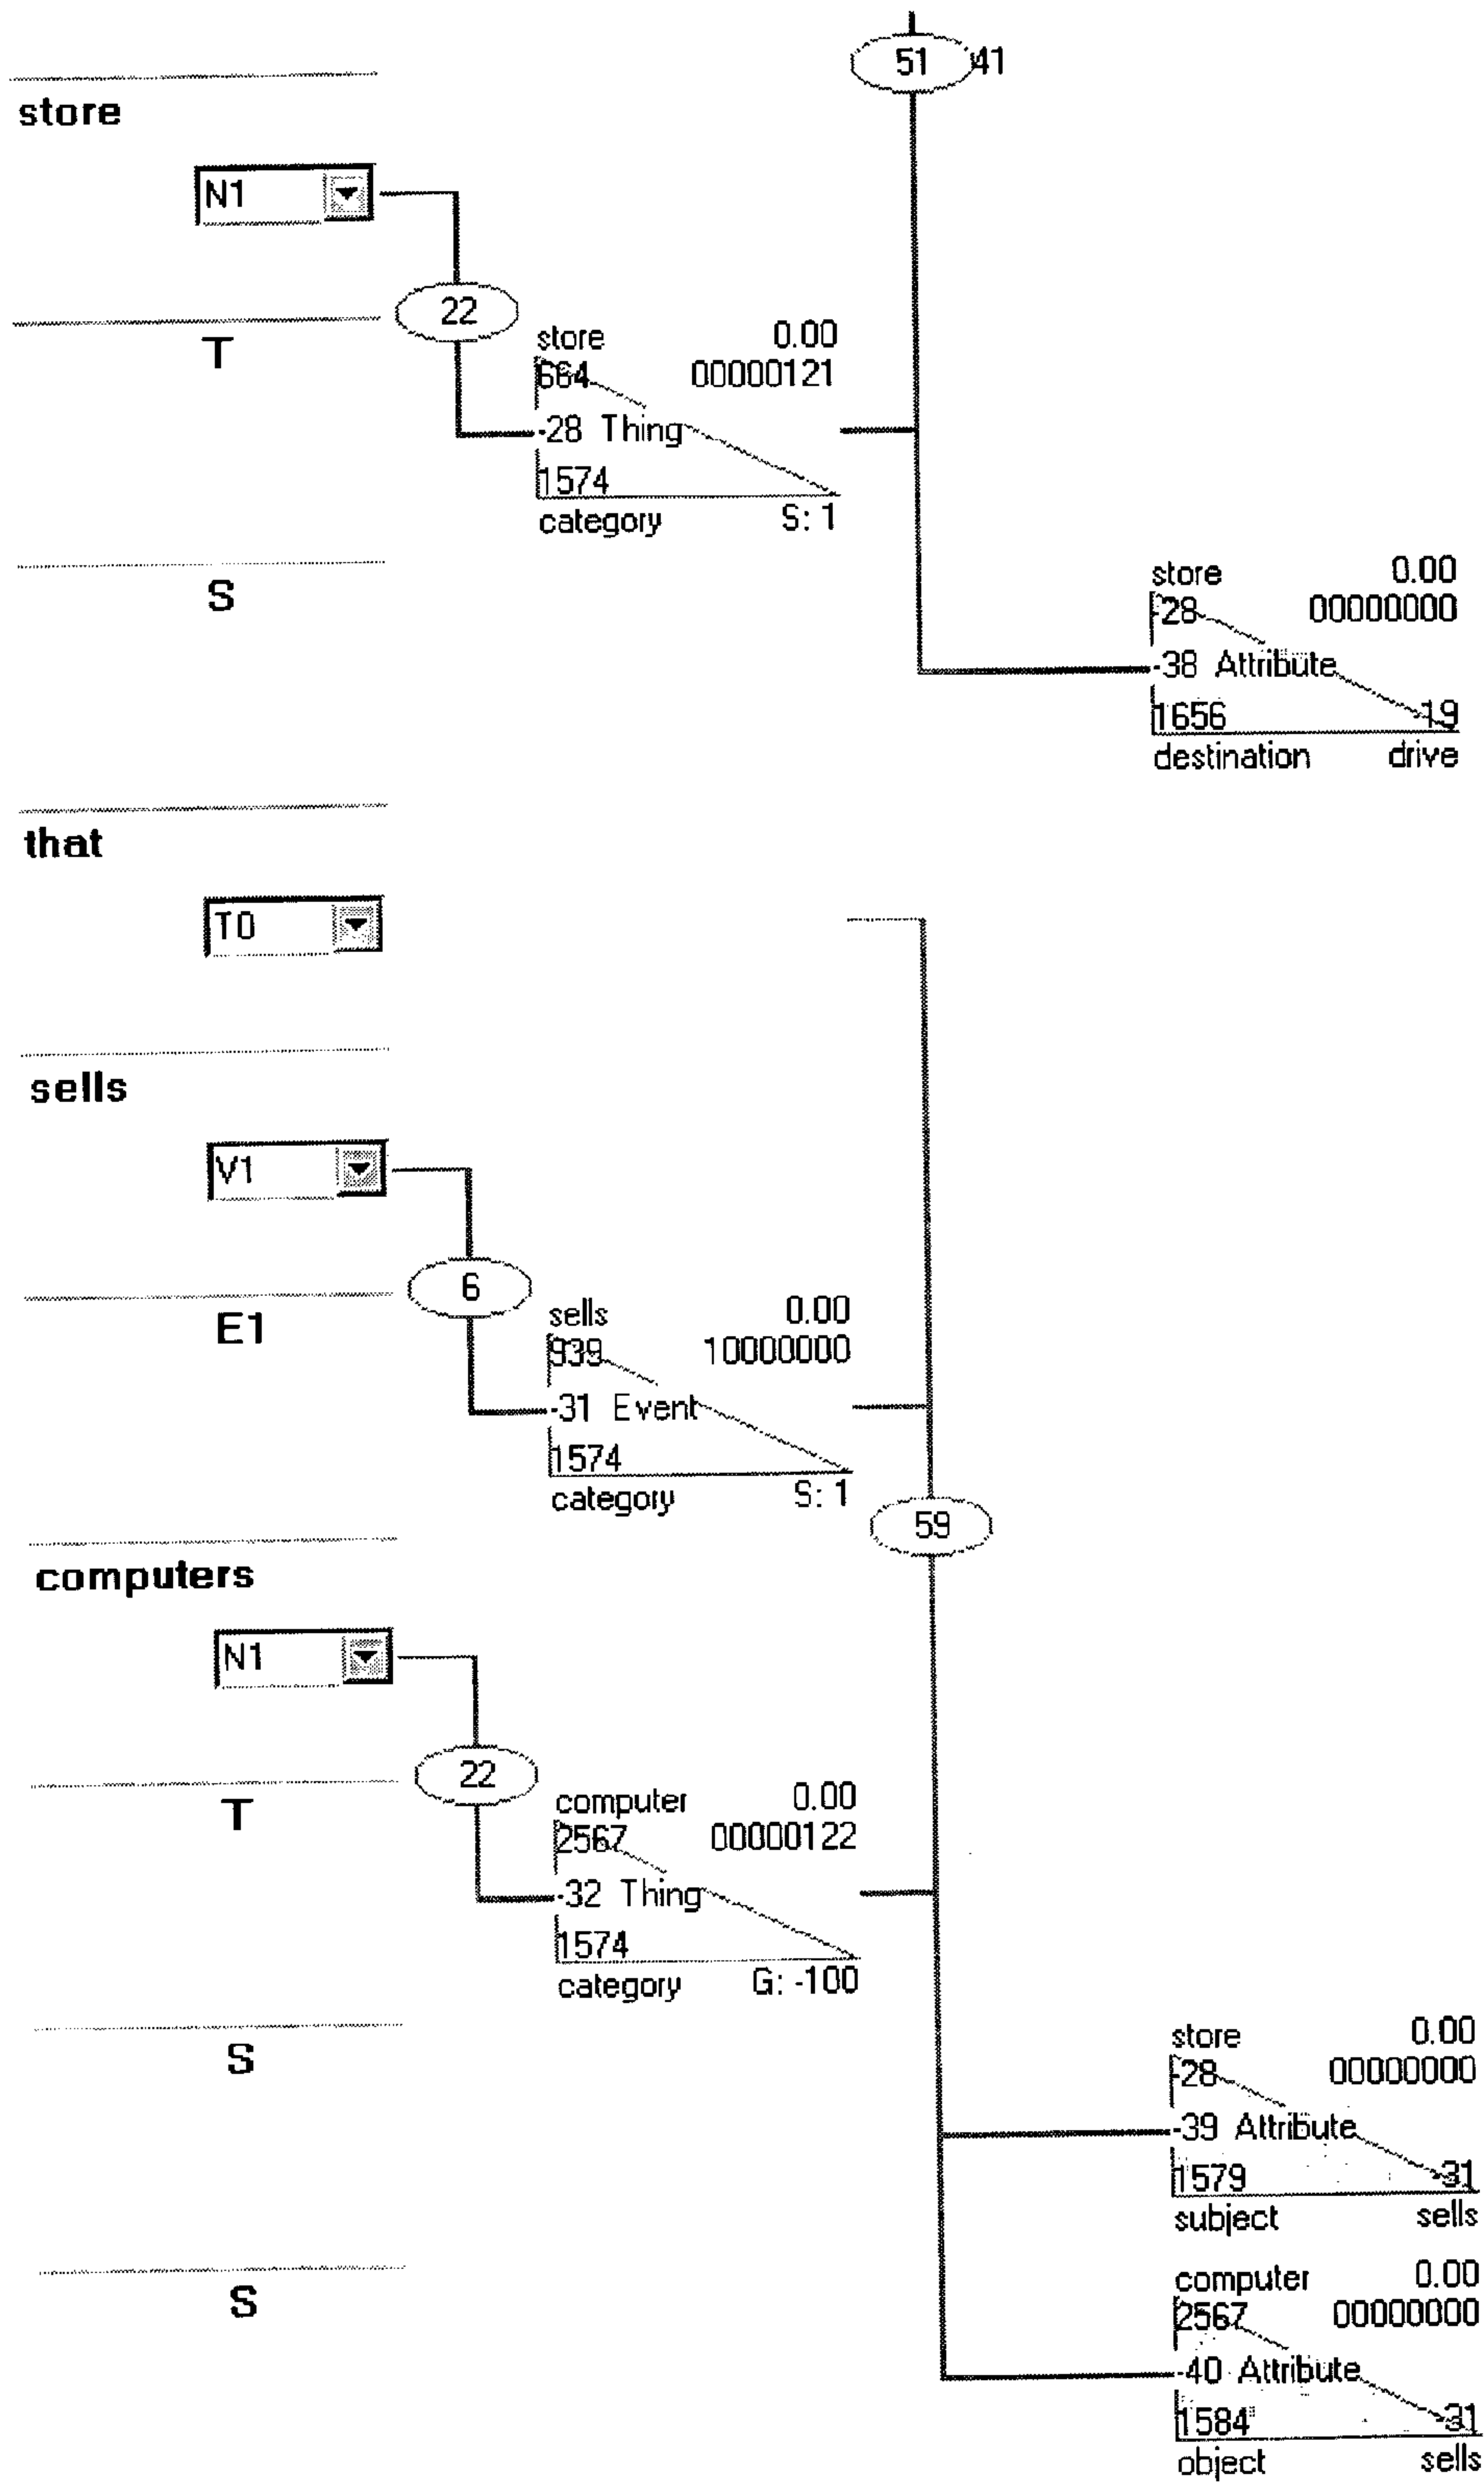 51 41
store
N1
22
T
store 0.00
664 00000121
-28 Thing
1574
category S: 1
S
store 0.00
-28 00000000
-38 Attribute
1656 -19
destination drive
that
T0
sells
V1
6
E1
sells 0.00
939 10000000
-31 Event
1574
category S: 1
59
computers
N1
22
T
computer 0.00
2567 00000122
-32 Thing
1574
category G: -100
S
store 0.00
-28 00000000
-39 Attribute
1579 -31
subject sells
S
computer 0.00
2567 00000000
-40 Attribute
1584 -31
object sells